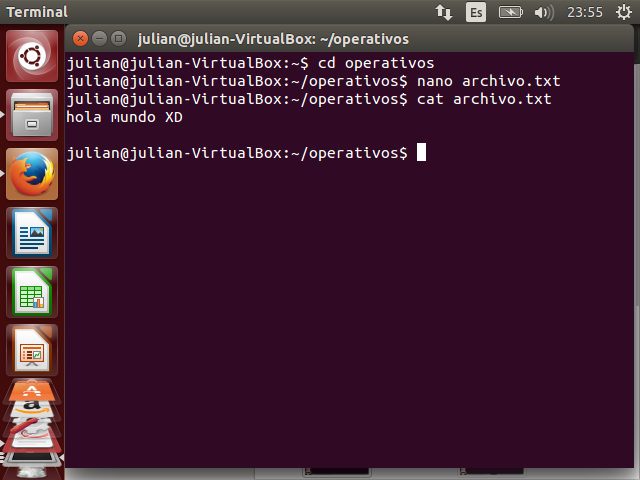 Terminal
Es
23:55
julian@julian-VirtualBox: ~/operativos
julian@julian-VirtualBox:~$ cd operativos
julian@julian-VirtualBox:~/operativos$ nano archivo.txt
julian@julian-VirtualBox:~/operativos$ cat archivo.txt
hola mundo XD
julian@julian-VirtualBox:~/operativos$